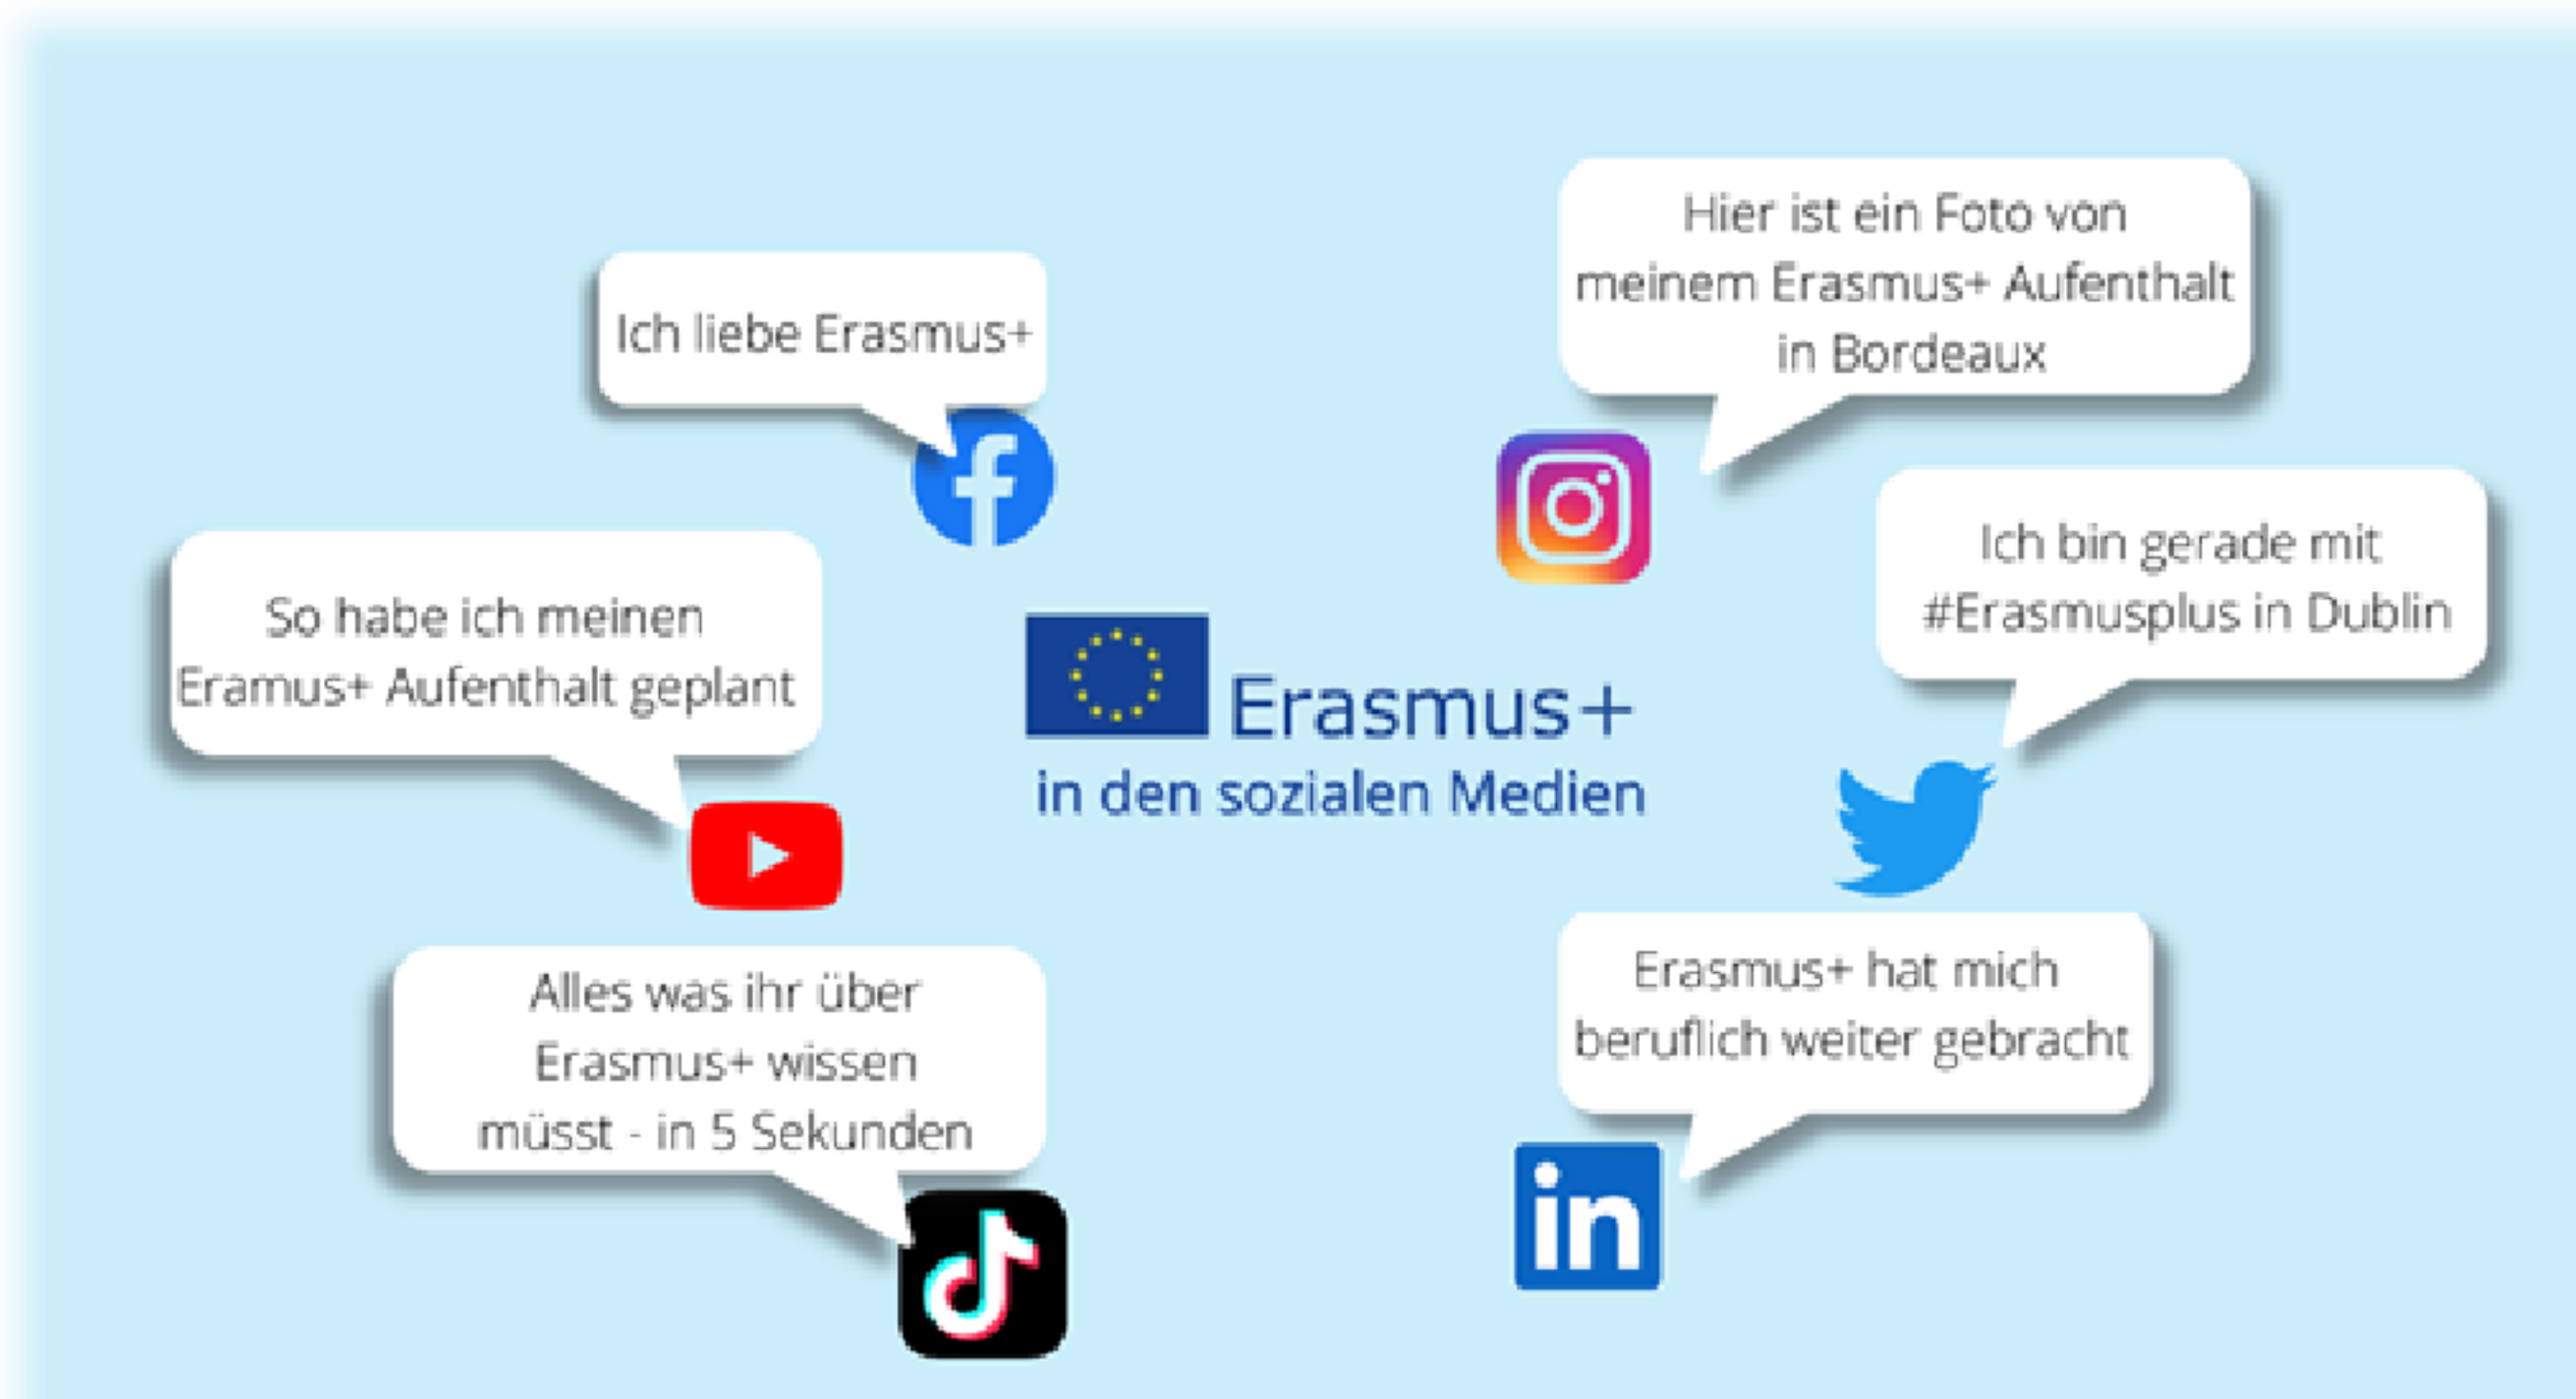 Ich liebe Erasmus+
Hier ist ein Foto von
meinem Erasmus+ Aufenthalt
in Bordeaux
So habe ich meinen
Eramus+ Aufenthalt geplant
Ich bin gerade mit
#Erasmusplus in Dublin
Erasmus+
in den sozialen Medien
Alles was ihr über
Erasmus+ wissen
müsst - in 5 Sekunden
Erasmus+ hat mich
beruflich weiter gebracht
in